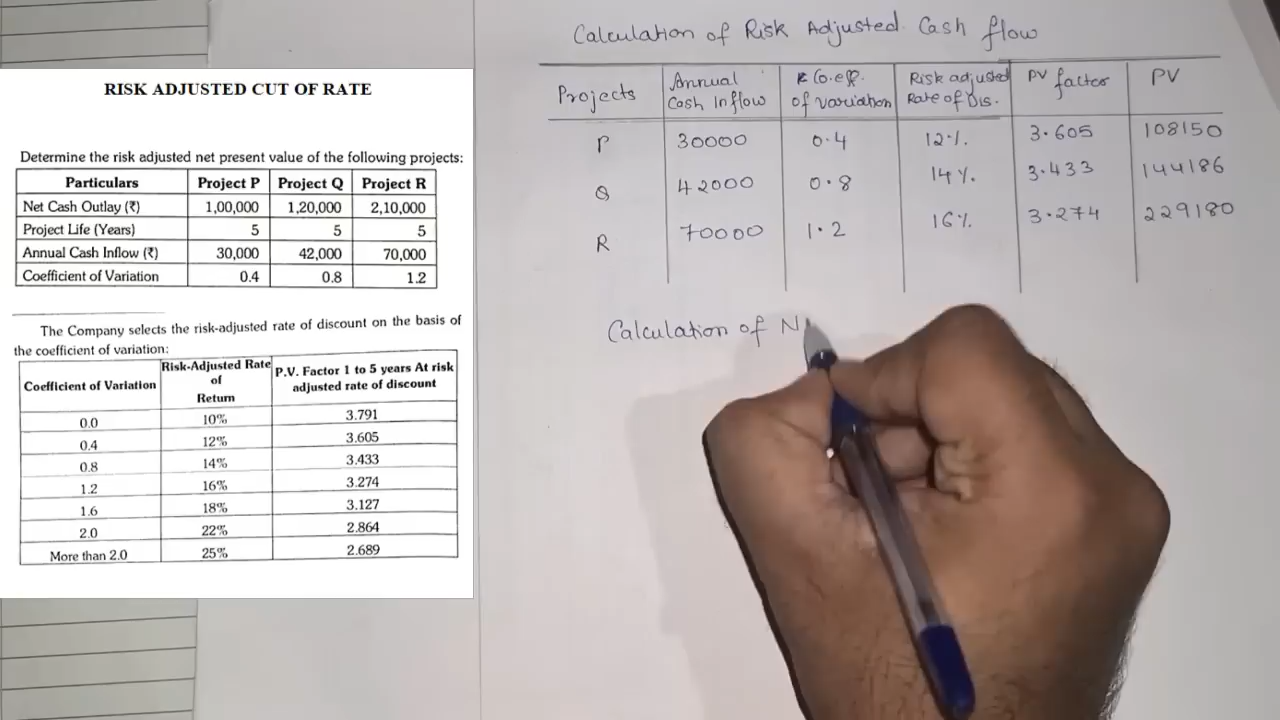 RISK ADJUSTED CUT OF RATE
Determine the risk adjusted net present value of the following projects:
Particulars Project P Project Q Project R
Net Cash Outlay (₹) 1,00,000 1,20,000 2,10,000
Project Life (Years) 5 5 5
Annual Cash Inflow (₹) 30,000 42,000 70,000
Coefficient of Variation 0.4 0.8 1.2
The Company selects the risk-adjusted rate of discount on the basis of
the coefficient of variation:
Coefficient of Variation Risk-Adjusted Rate of Return P.V. Factor 1 to 5 years At risk adjusted rate of discount
0.0 10% 3.791
0.4 12% 3.605
0.8 14% 3.433
1.2 16% 3.274
1.6 18% 3.127
2.0 22% 2.864
More than 2.0 25% 2.689
Calculation of Risk Adjusted Cash flow
Projects Annual Cash Inflow Co.eff. of variation Risk adjusted Rate of Dis. PV factor PV
P 30000 0.4 12%. 3.605 108150
Q 42000 0.8 14%. 3.433 144186
R 70000 1.2 16%. 3.274 229180
Calculation of N